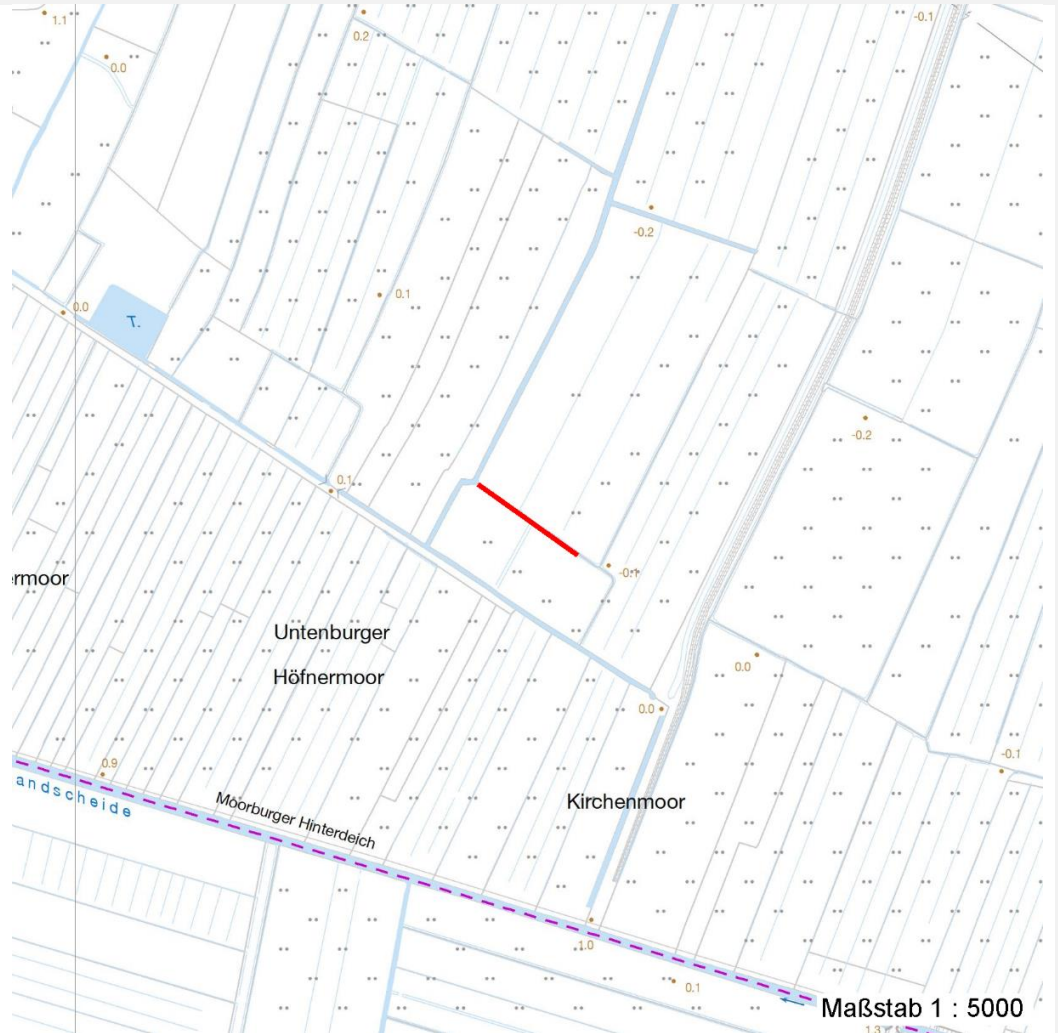 1.1
0.2
-0.1
0.0
-0.2
0.0
0.1
T.
-0.2
0.1
-0.1
ermoor
Untenburger
Höfnermoor
0.0
0.0
0.9
andscheide
Moorburger Hinterdeich
Kirchenmoor
-0.1
1.0
0.1
Maßstab 1 : 5000
1.3